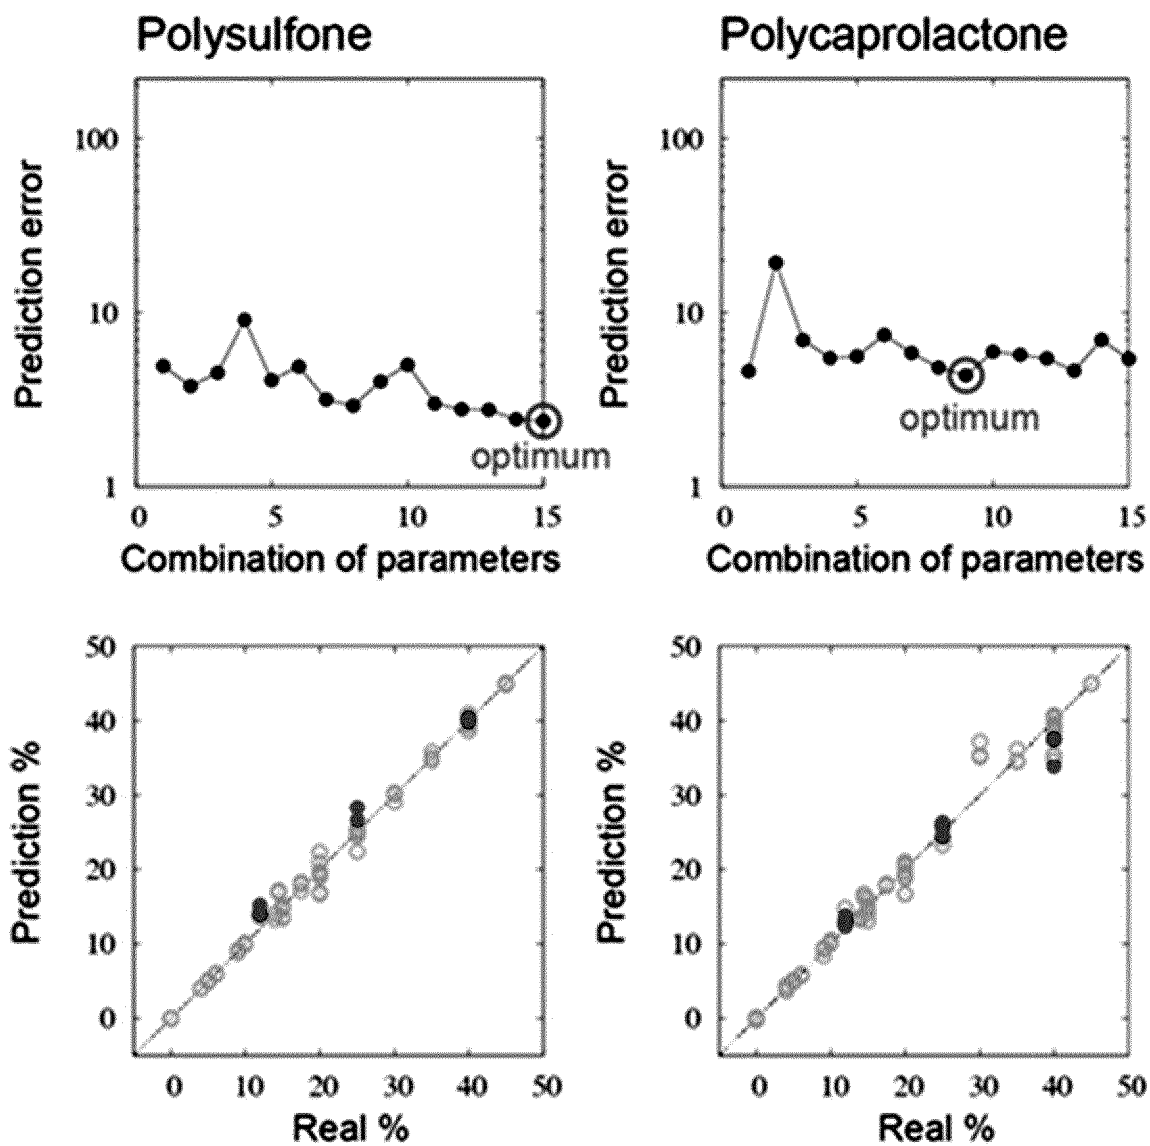 Polysulfone
100
10
1
Prediction error
optimum
0 5 10 15
Combination of parameters
Polycaprolactone
100
10
1
Prediction error
optimum
0 5 10 15
Combination of parameters
50
40
30
20
10
0
Prediction %
0 10 20 30 40 50
Real %
50
40
30
20
10
0
Prediction %
0 10 20 30 40 50
Real %